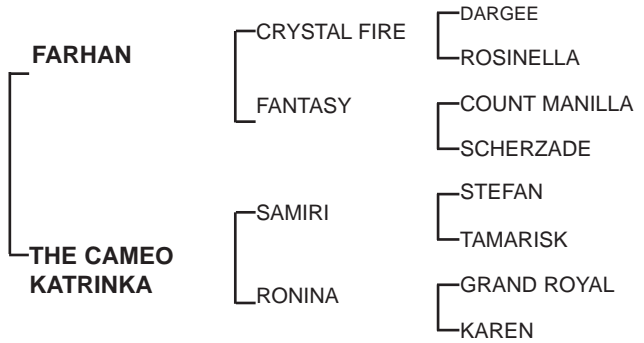 DARGEE
CRYSTAL FIRE
FARHAN
ROSINELLA
FANTASY
COUNT MANILLA
SCHERZADE
STEFAN
SAMIRI
TAMARISK
THE CAMEO
KATRINKA
GRAND ROYAL
RONINA
KAREN